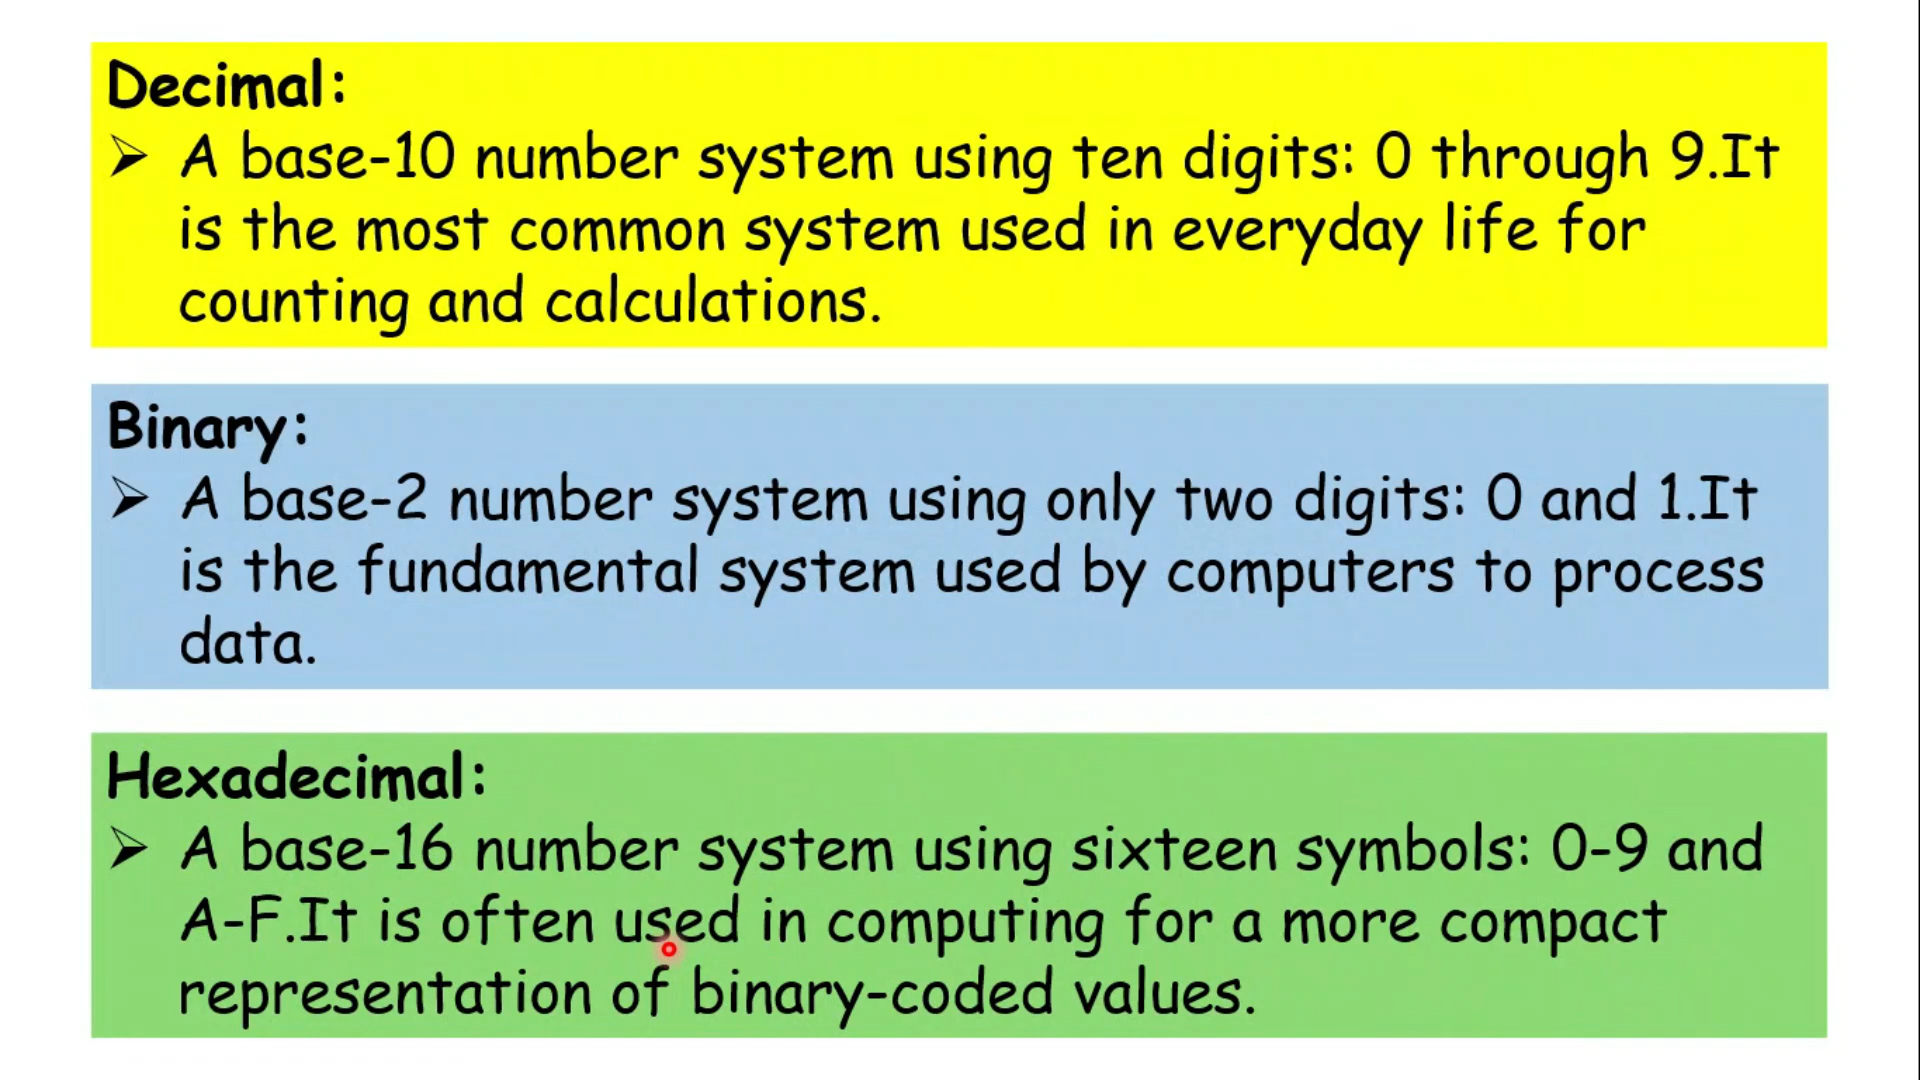 Decimal:
➢ A base-10 number system using ten digits: 0 through 9.It
is the most common system used in everyday life for
counting and calculations.
Binary:
➢ A base-2 number system using only two digits: 0 and 1.It
is the fundamental system used by computers to process
data.
Hexadecimal:
➢ A base-16 number system using sixteen symbols: 0-9 and
A-F.It is often used in computing for a more compact
representation of binary-coded values.